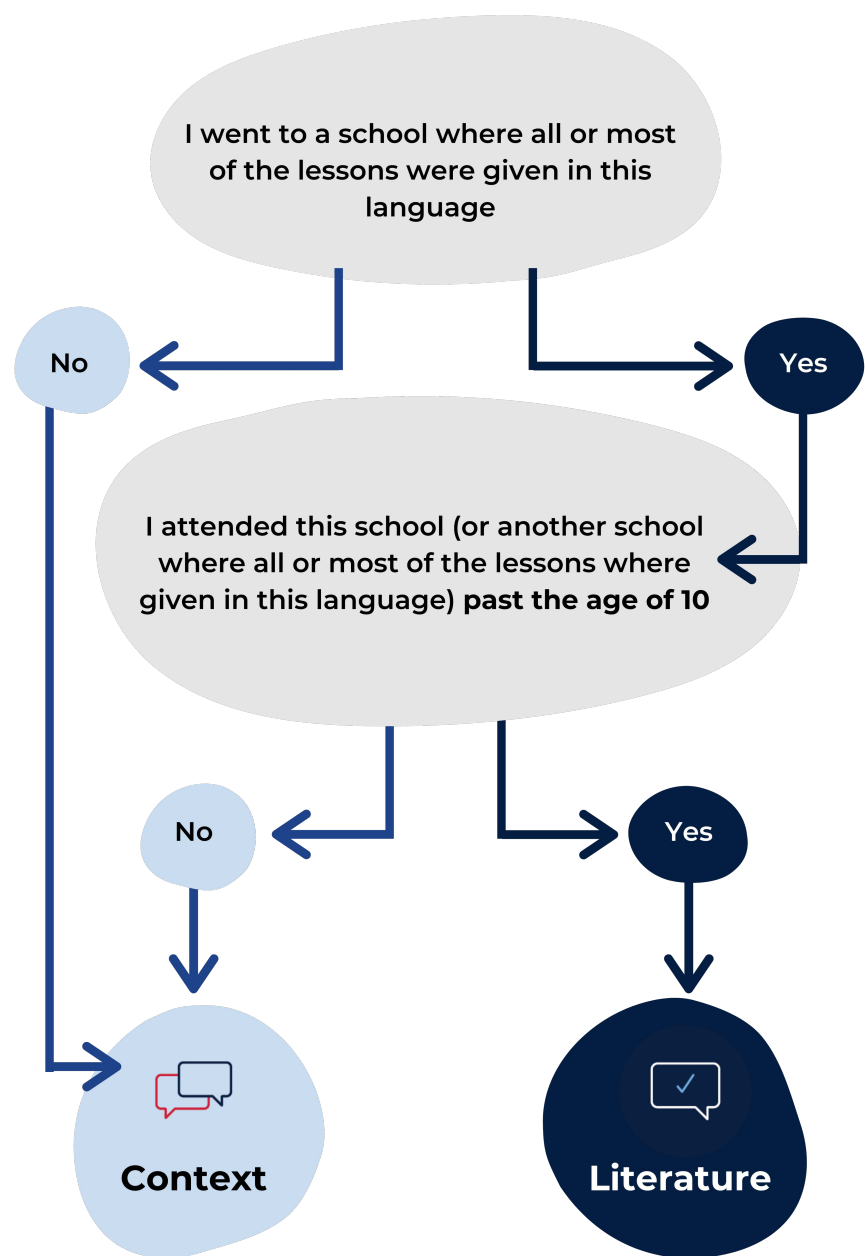 I went to a school where all or most
of the lessons were given in this
language
No
Yes
I attended this school (or another school
where all or most of the lessons where
given in this language) past the age of 10
No
Yes
Context
Literature